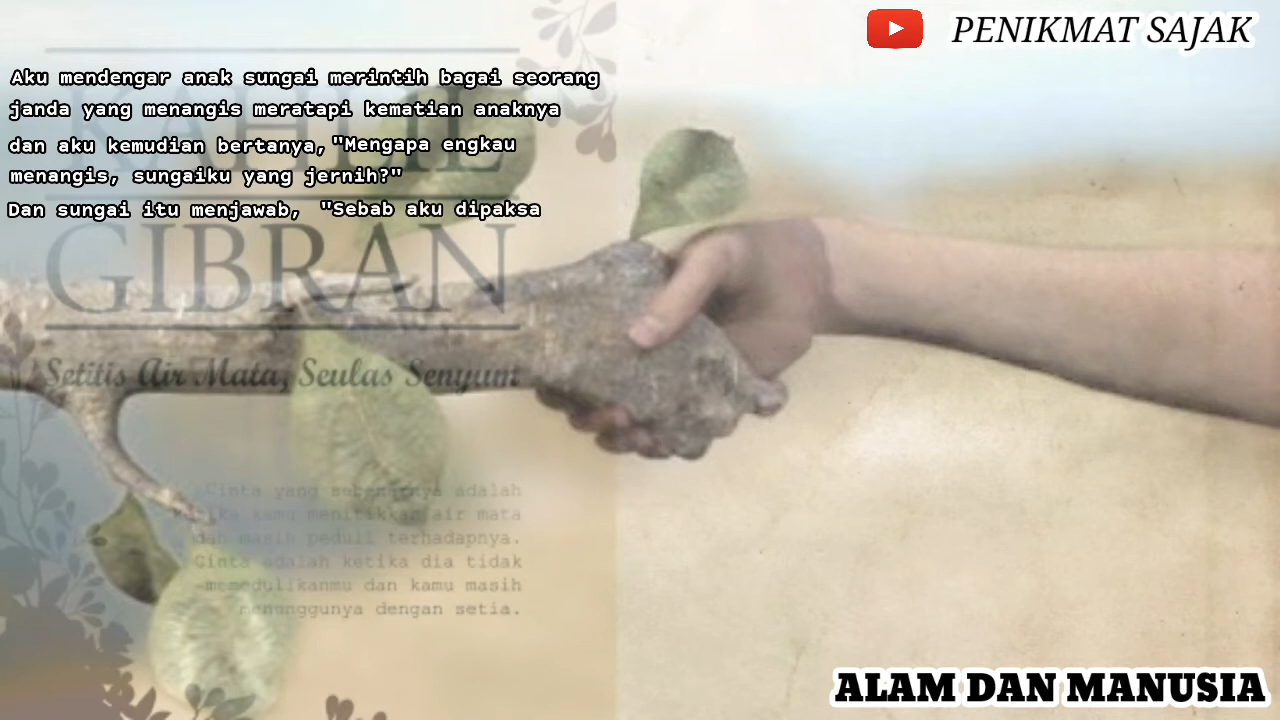 PENIKMAT SAJAK
Aku mendengar anak sungai merintih bagai seorang
janda yang menangis meratapi kematian anaknya
dan aku kemudian bertanya, "Mengapa engkau
menangis, sungaiku yang jernih?"
Dan sungai itu menjawab, "Sebab aku dipaksa
KAHLIL
GIBRAN
Setitis Air Mata, Seulas Senyum
Cinta yang sebenarnya adalah
ketika kamu menitikkan air mata
dan masih peduli terhadapnya.
Cinta adalah ketika dia tidak
memedulikanmu dan kamu masih
menunggunya dengan setia.
ALAM DAN MANUSIA